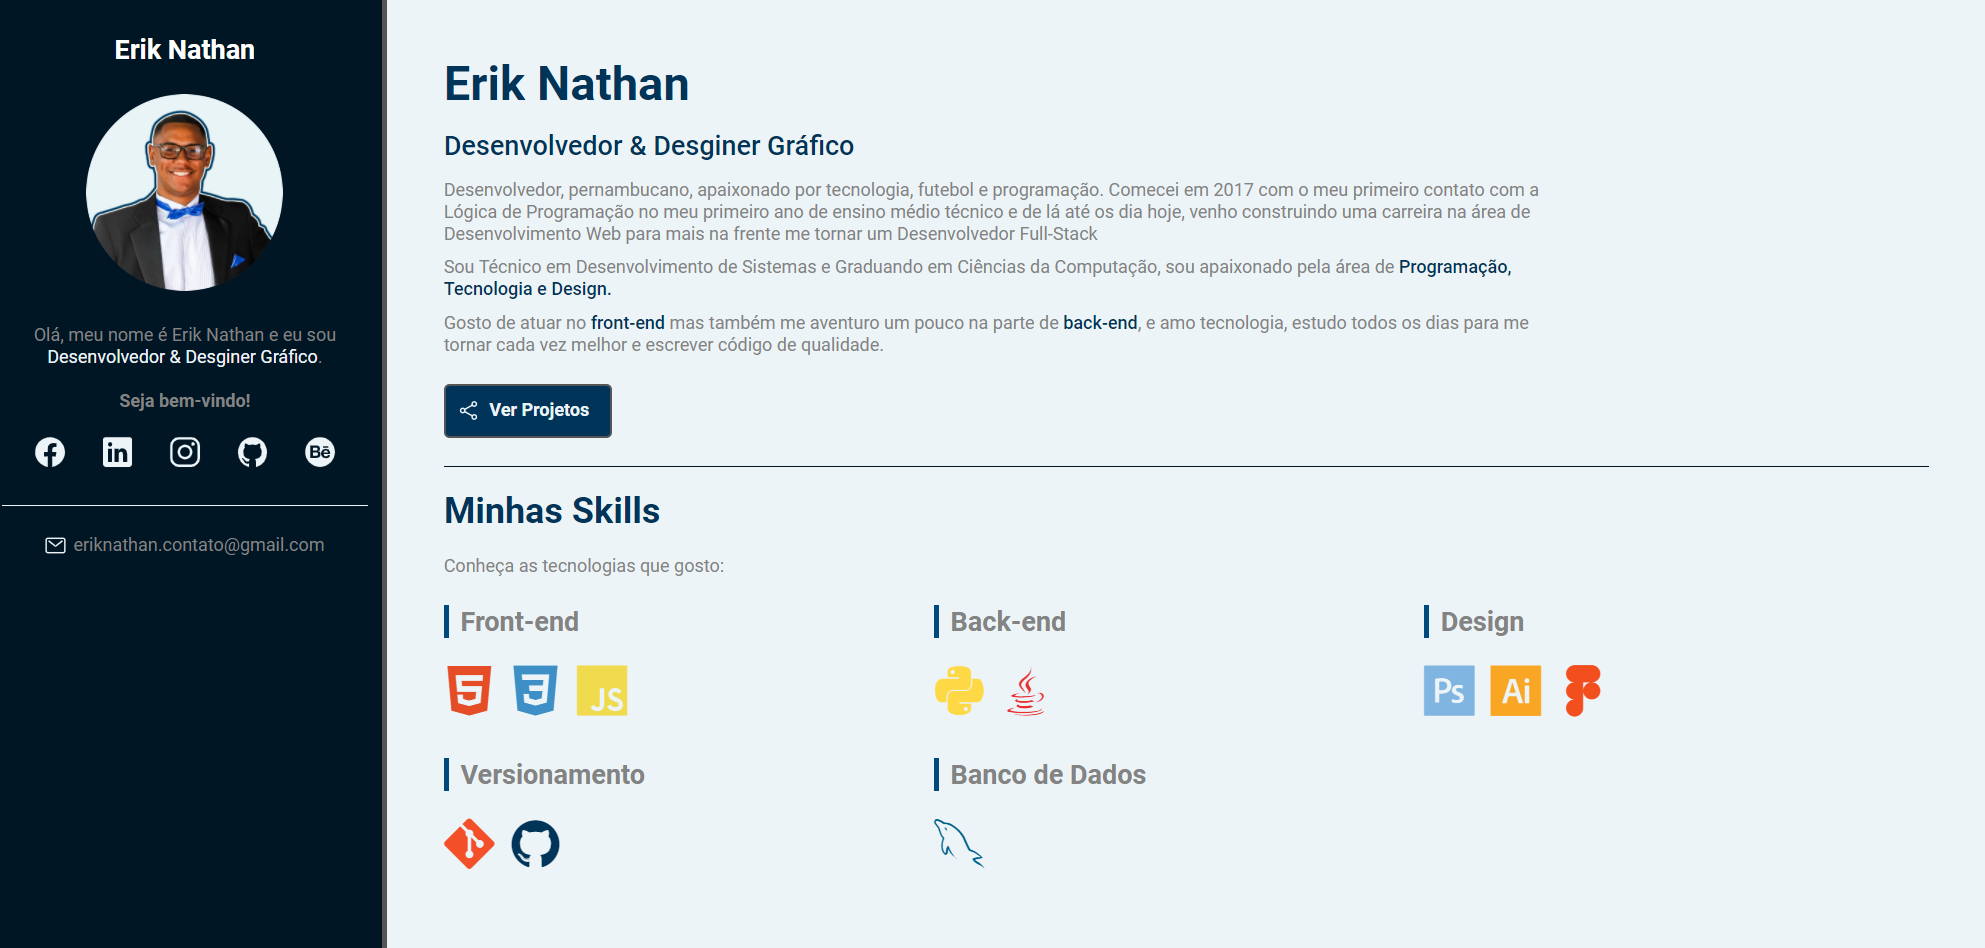 Erik Nathan
Olá, meu nome é Erik Nathan e eu sou
Desenvolvedor & Desginer Gráfico.
Seja bem-vindo!
Bē
eriknathan.contato@gmail.com
Erik Nathan
Desenvolvedor & Desginer Gráfico
Desenvolvedor, pernambucano, apaixonado por tecnologia, futebol e programação. Comecei em 2017 com o meu primeiro contato com a
Lógica de Programação no meu primeiro ano de ensino médio técnico e de lá até os dia hoje, venho construindo uma carreira na área de
Desenvolvimento Web para mais na frente me tornar um Desenvolvedor Full-Stack
Sou Técnico em Desenvolvimento de Sistemas e Graduando em Ciências da Computação, sou apaixonado pela área de Programação,
Tecnologia e Design.
Gosto de atuar no front-end mas também me aventuro um pouco na parte de back-end, e amo tecnologia, estudo todos os dias para me
tornar cada vez melhor e escrever código de qualidade.
Ver Projetos
Minhas Skills
Conheça as tecnologias que gosto:
Front-end
Back-end
Design
JS
Ps
Ai
Versionamento
Banco de Dados